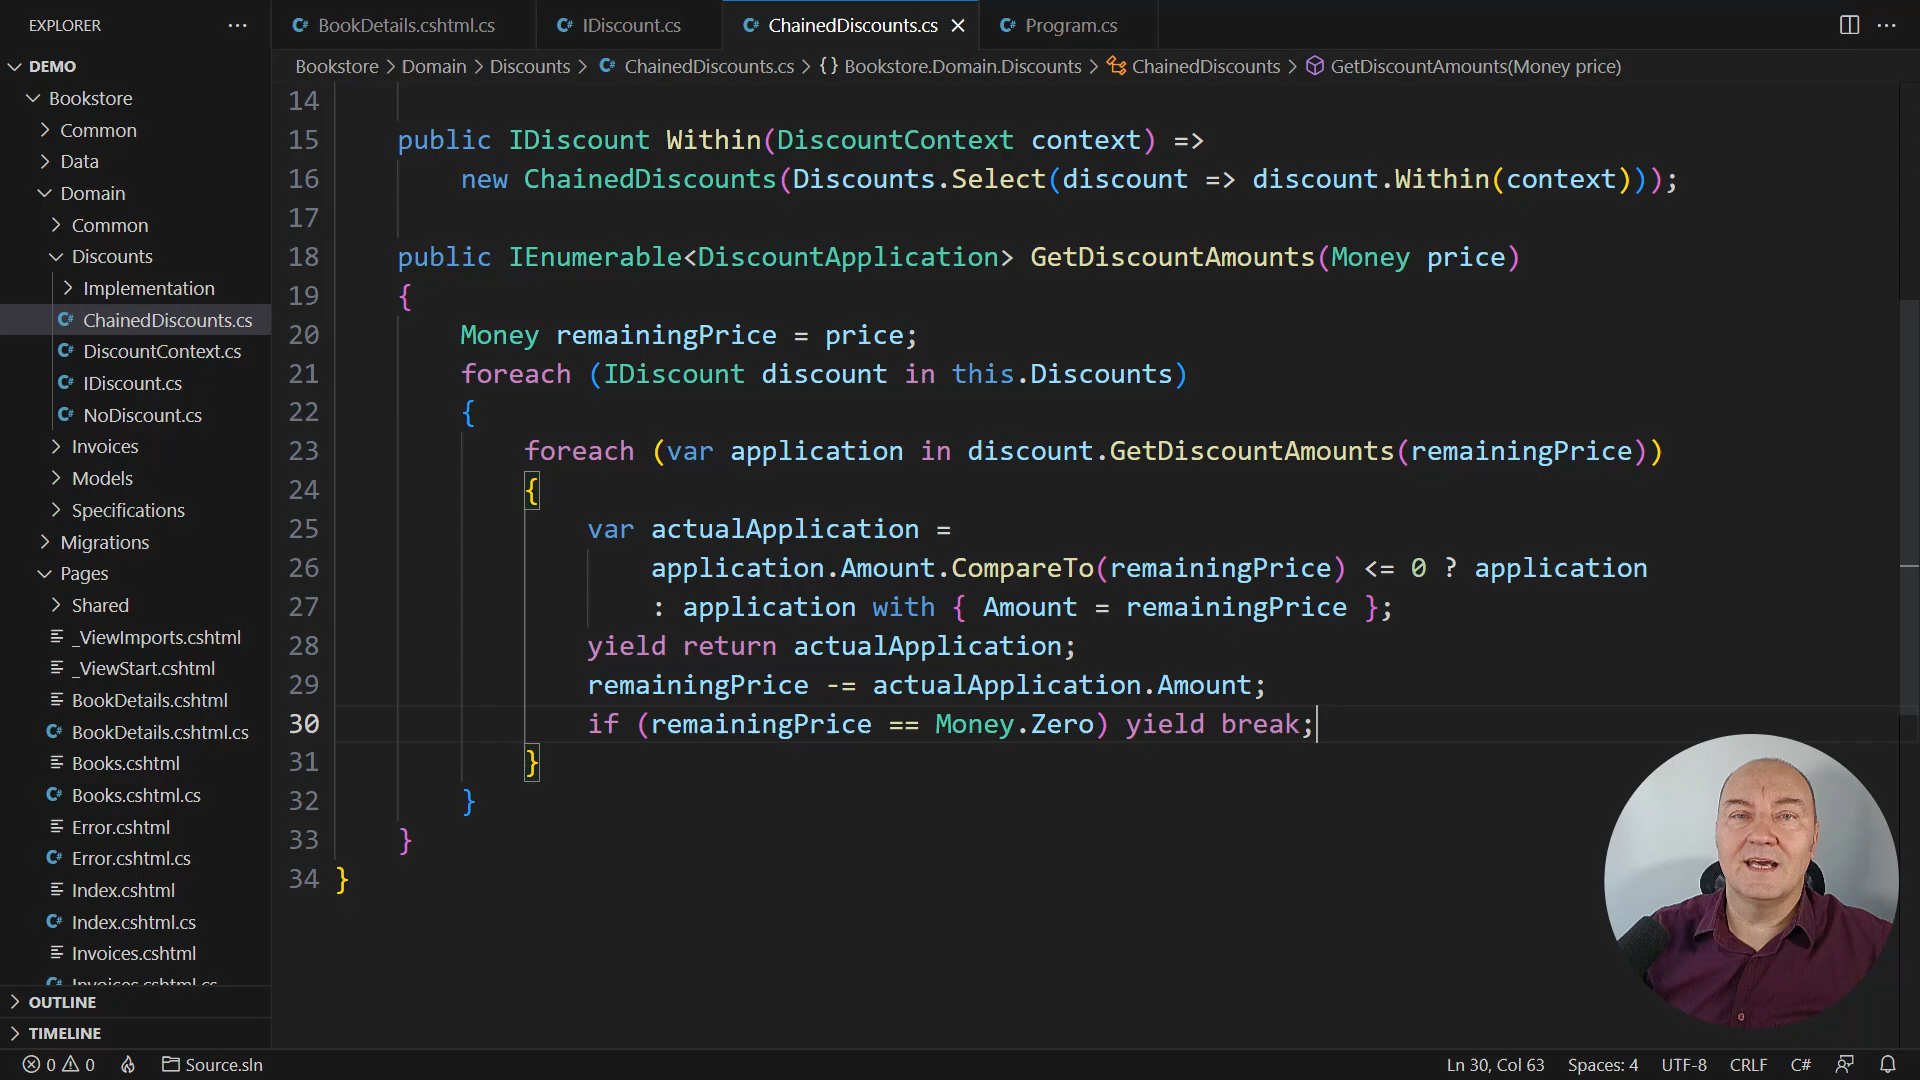 EXPLORER
DEMO
Bookstore
Common
Data
Domain
Common
Discounts
Implementation
ChainedDiscounts.cs
DiscountContext.cs
IDiscount.cs
NoDiscount.cs
Invoices
Models
Specifications
Migrations
Pages
Shared
_ViewImports.cshtml
_ViewStart.cshtml
BookDetails.cshtml
BookDetails.cshtml.cs
Books.cshtml
Books.cshtml.cs
Error.cshtml
Error.cshtml.cs
Index.cshtml
Index.cshtml.cs
Invoices.cshtml
Invoices.cshtml.cs
OUTLINE
TIMELINE
BookDetails.cshtml.cs IDiscount.cs ChainedDiscounts.cs Program.cs
Bookstore > Domain > Discounts > ChainedDiscounts.cs > {} Bookstore.Domain.Discounts > ChainedDiscounts > GetDiscountAmounts(Money price)
14
15 public IDiscount Within(DiscountContext context) =>
16 new ChainedDiscounts(Discounts.Select(discount => discount.Within(context)));
17
18 public IEnumerable<DiscountApplication> GetDiscountAmounts(Money price)
19 {
20 Money remainingPrice = price;
21 foreach (IDiscount discount in this.Discounts)
22 {
23 foreach (var application in discount.GetDiscountAmounts(remainingPrice))
24 {
25 var actualApplication =
26 application.Amount.CompareTo(remainingPrice) <= 0 ? application
27 : application with { Amount = remainingPrice };
28 yield return actualApplication;
29 remainingPrice -= actualApplication.Amount;
30 if (remainingPrice == Money.Zero) yield break;
31 }
32 }
33 }
34 }
0 0 Source.sln Ln 30, Col 63 Spaces: 4 UTF-8 CRLF C#